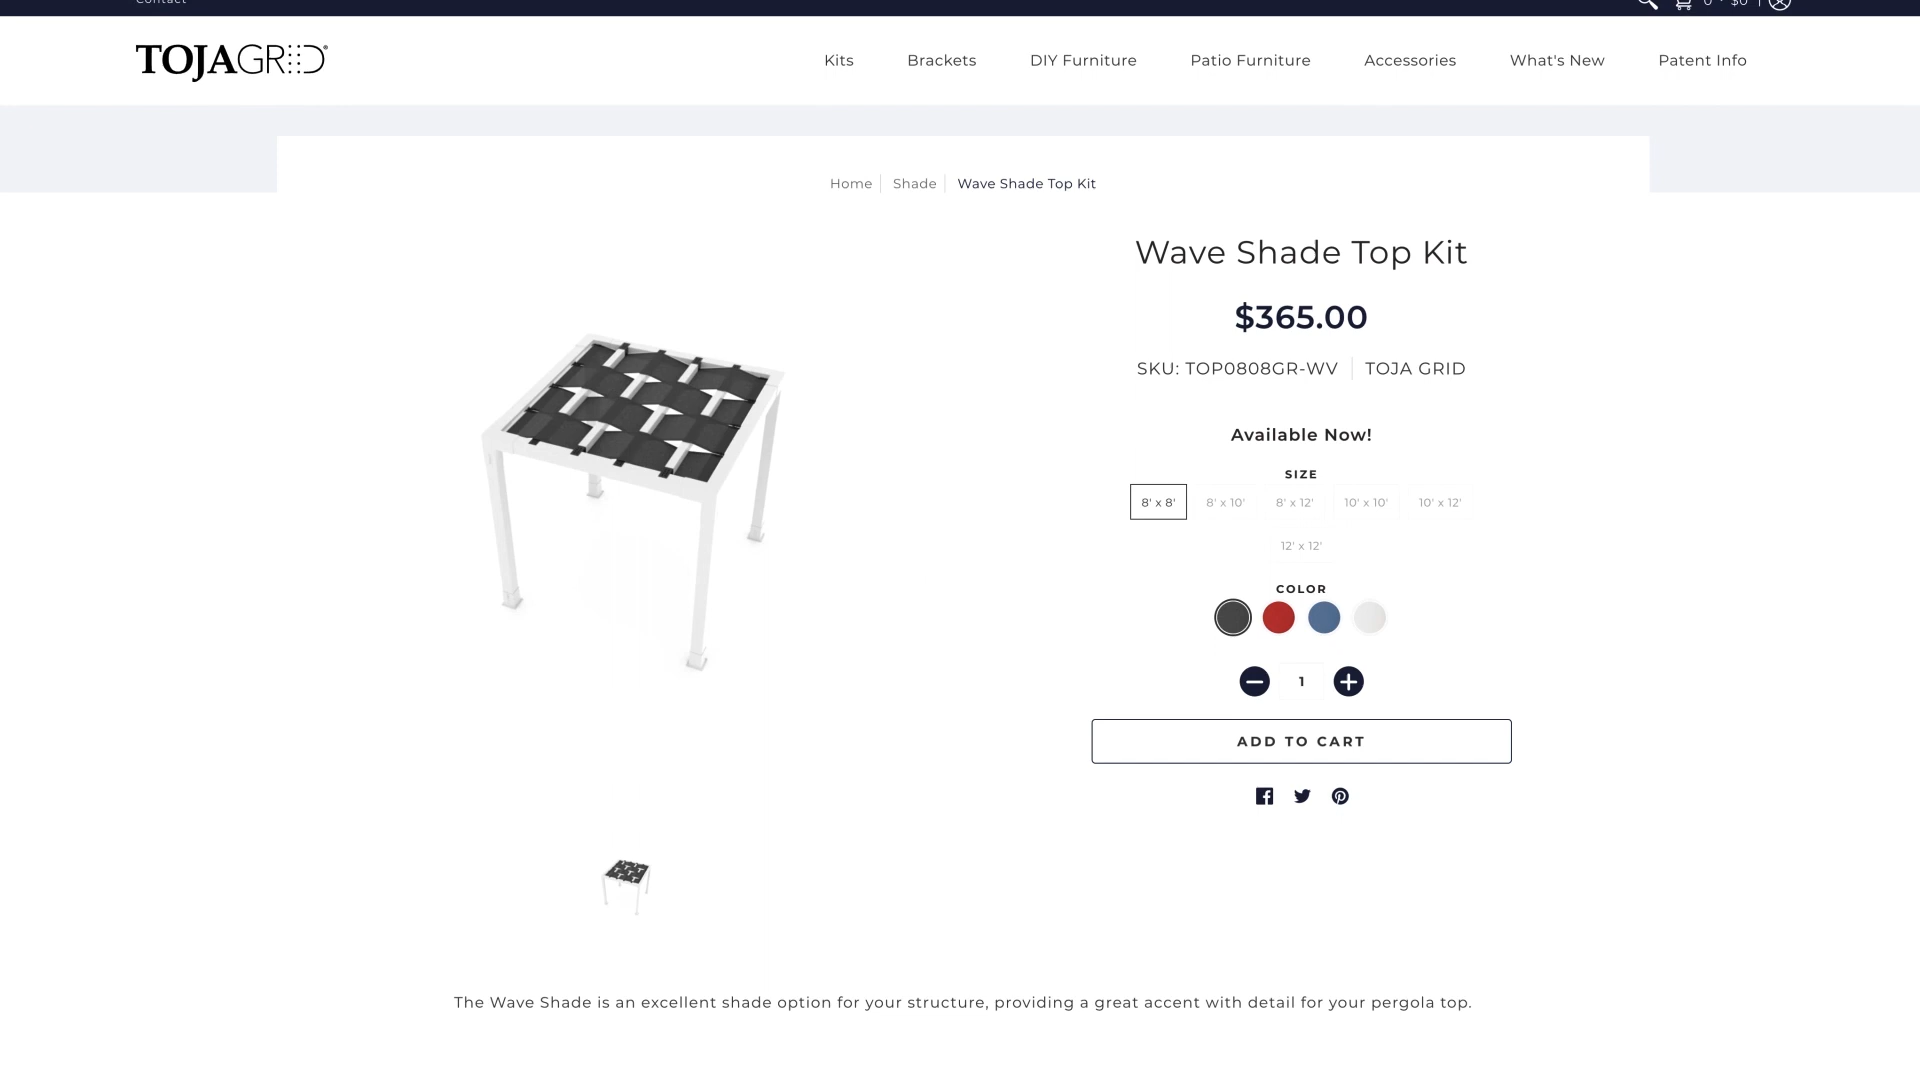 Contact
0 · $0 |
TOJAGRID®
Kits
Brackets
DIY Furniture
Patio Furniture
Accessories
What's New
Patent Info
Home
Shade
Wave Shade Top Kit
Wave Shade Top Kit
$365.00
SKU: TOP0808GR-WV
TOJA GRID
Available Now!
SIZE
8' x 8'
8' x 10'
8' x 12'
10' x 10'
10' x 12'
12' x 12'
COLOR
1
ADD TO CART
The Wave Shade is an excellent shade option for your structure, providing a great accent with detail for your pergola top.